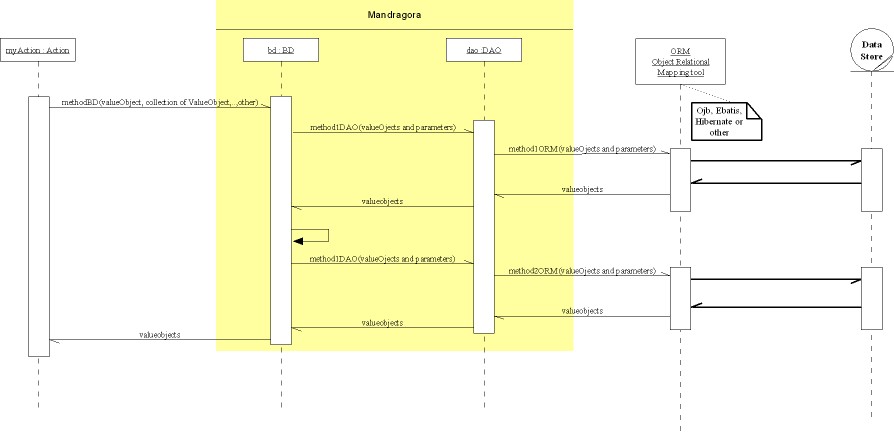 Mandragora
myAction : Action
bd : BD
dao :DAO
ORM
Object Relational
Mapping tool
Data
Store
methodBD(valueObject, collection of ValueObject,..,other)
Ojb, Ebatis,
Hibernate or
other
method1DAO(valueOjects and parameters)
method1ORM(valueOjects and parameters)
valueobjects
valueobjects
method1DAO(valueOjects and parameters)
method2ORM(valueOjects and parameters)
valueobjects
valueobjects
valueobjects